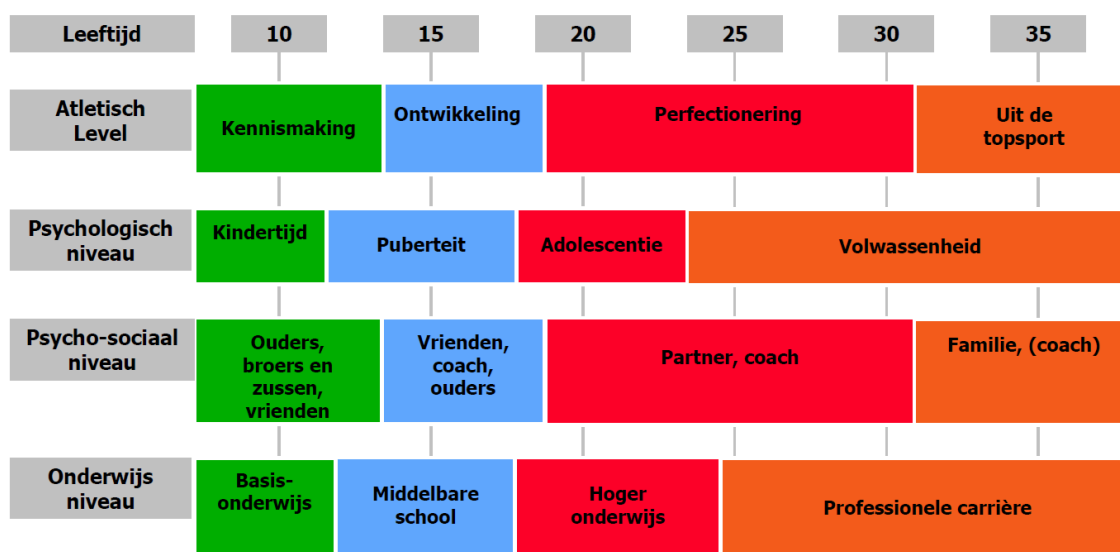 Leeftijd 10 15 20 25 30 35
Atletisch
Level
Kennismaking
Ontwikkeling
Perfectionering
Uit de
topsport
Psychologisch
niveau
Kindertijd
Puberteit
Adolescentie
Volwassenheid
Psycho-sociaal
niveau
Ouders,
broers en
zussen,
vrienden
Vrienden,
coach,
ouders
Partner, coach
Familie, (coach)
Onderwijs
niveau
Basis-
onderwijs
Middelbare
school
Hoger
onderwijs
Professionele carrière